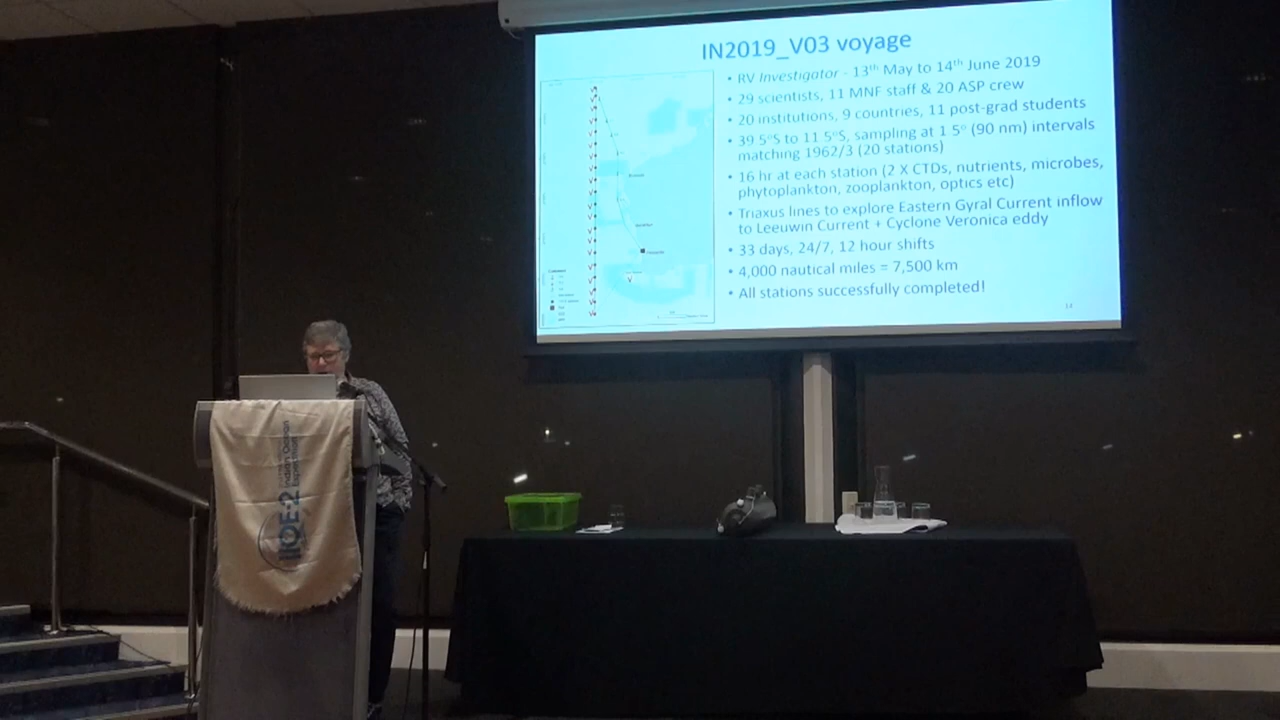 IN2019_V03 voyage
• RV Investigator - 13th May to 14th June 2019
• 29 scientists, 11 MNF staff & 20 ASP crew
• 20 institutions, 9 countries, 11 post-grad students
• 39.5°S to 11.5°S, sampling at 1.5° (90 nm) intervals
matching 1962/3 (20 stations)
• 16 hr at each station (2 X CTDs, nutrients, microbes,
phytoplankton, zooplankton, optics etc)
• Triaxus lines to explore Eastern Gyral Current inflow
to Leeuwin Current + Cyclone Veronica eddy
• 33 days, 24/7, 12 hour shifts
• 4,000 nautical miles = 7,500 km
• All stations successfully completed!
14
IIOE-2
Indian Ocean
Expedition